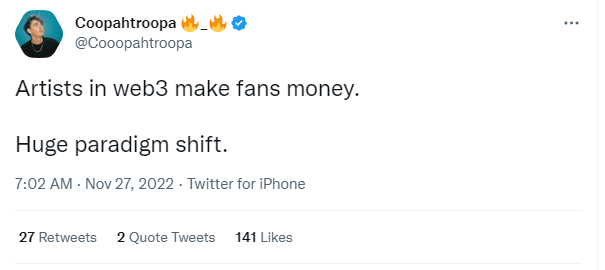 Coopahtroopa 🔥_🔥
@Cooopahtroopa
Artists in web3 make fans money.
Huge paradigm shift.
7:02 AM · Nov 27, 2022 · Twitter for iPhone
27 Retweets 2 Quote Tweets 141 Likes